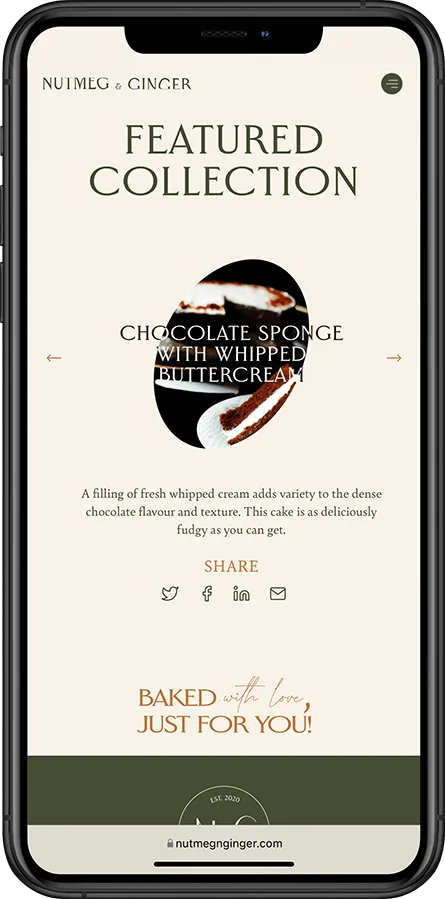 NUTMEG & GINGER
FEATURED
COLLECTION
CHOCOLATE SPONGE
WITH WHIPPED
BUTTERCREAM
A filling of fresh whipped cream adds variety to the dense
chocolate flavour and texture. This cake is as deliciously
fudgy as you can get.
SHARE
BAKED with love,
JUST FOR YOU!
EST. 2020
nutmegnginger.com